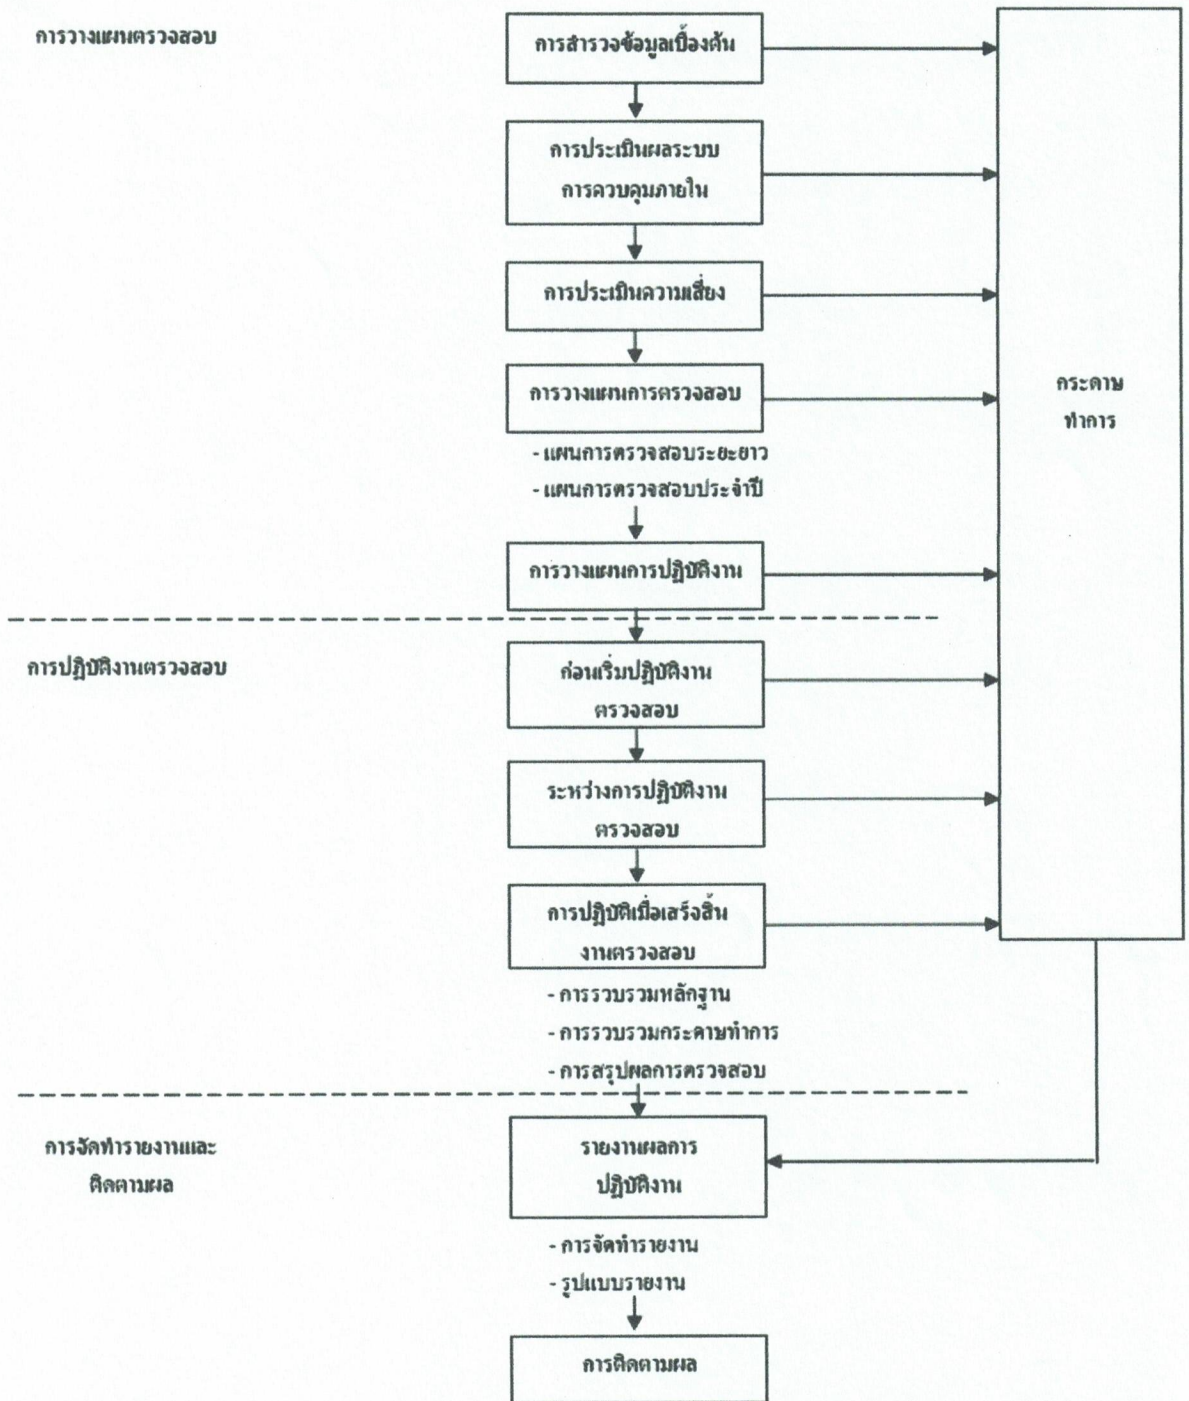 การวางแผนตรวจสอบ
การสำรวจข้อมูลเบื้องต้น
การประเมินผลระบบ
การควบคุมภายใน
การประเมินความเสี่ยง
การวางแผนการตรวจสอบ
- แผนการตรวจสอบระยะยาว
- แผนการตรวจสอบประจำปี
การวางแผนการปฏิบัติงาน
กระดาษ
ทำการ
การปฏิบัติงานตรวจสอบ
ก่อนเริ่มปฏิบัติงาน
ตรวจสอบ
ระหว่างการปฏิบัติงาน
ตรวจสอบ
การปฏิบัติเมื่อเสร็จสิ้น
งานตรวจสอบ
- การรวบรวมหลักฐาน
- การรวบรวมกระดาษทำการ
- การสรุปผลการตรวจสอบ
การจัดทำรายงานและ
ติดตามผล
รายงานผลการ
ปฏิบัติงาน
- การจัดทำรายงาน
- รูปแบบรายงาน
การติดตามผล